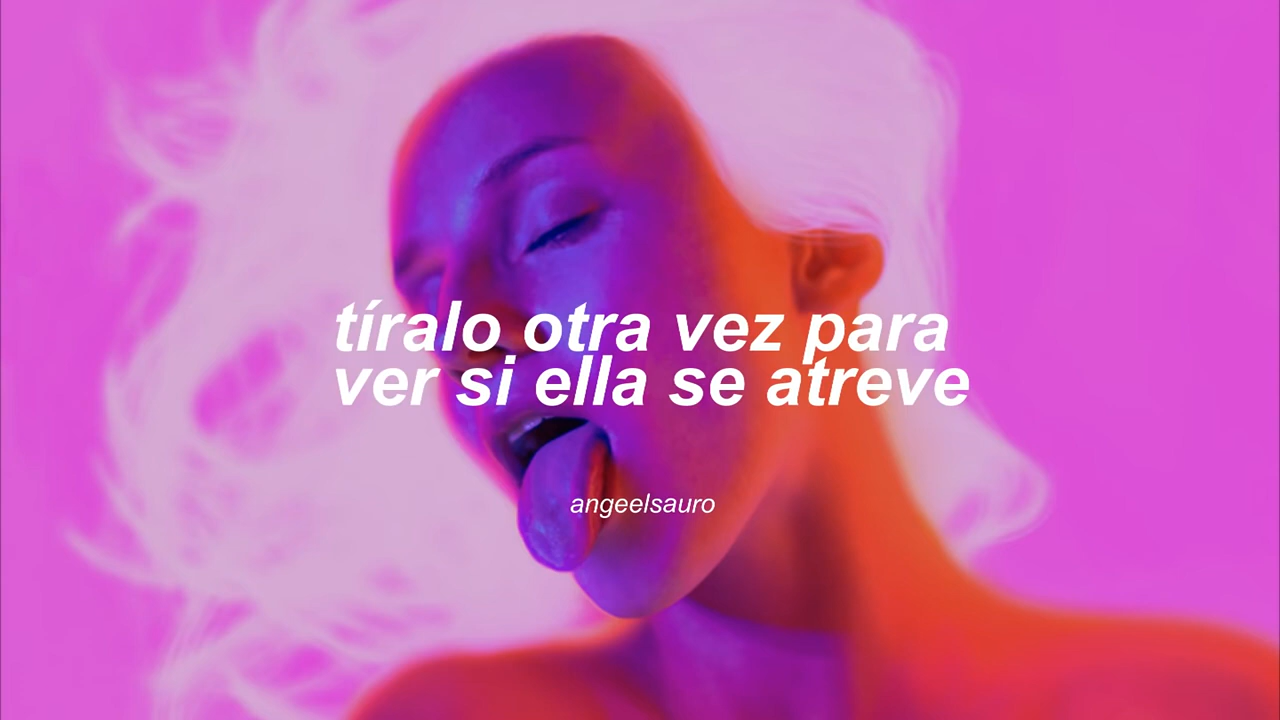 tíralo otra vez para
ver si ella se atreve
angeelsauro